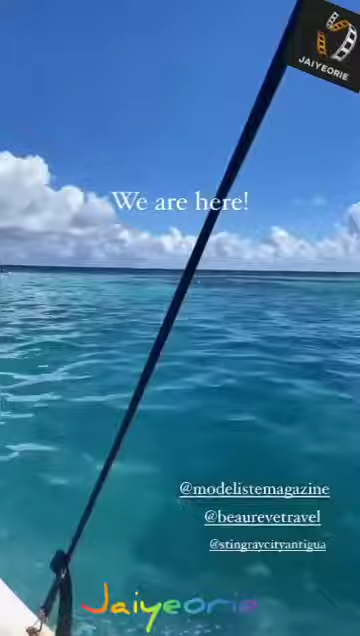 JAIYEORIE
We are here!
@modelistemagazine
@beaurevetravel
@stingraycityantigua
Jaiyeorie